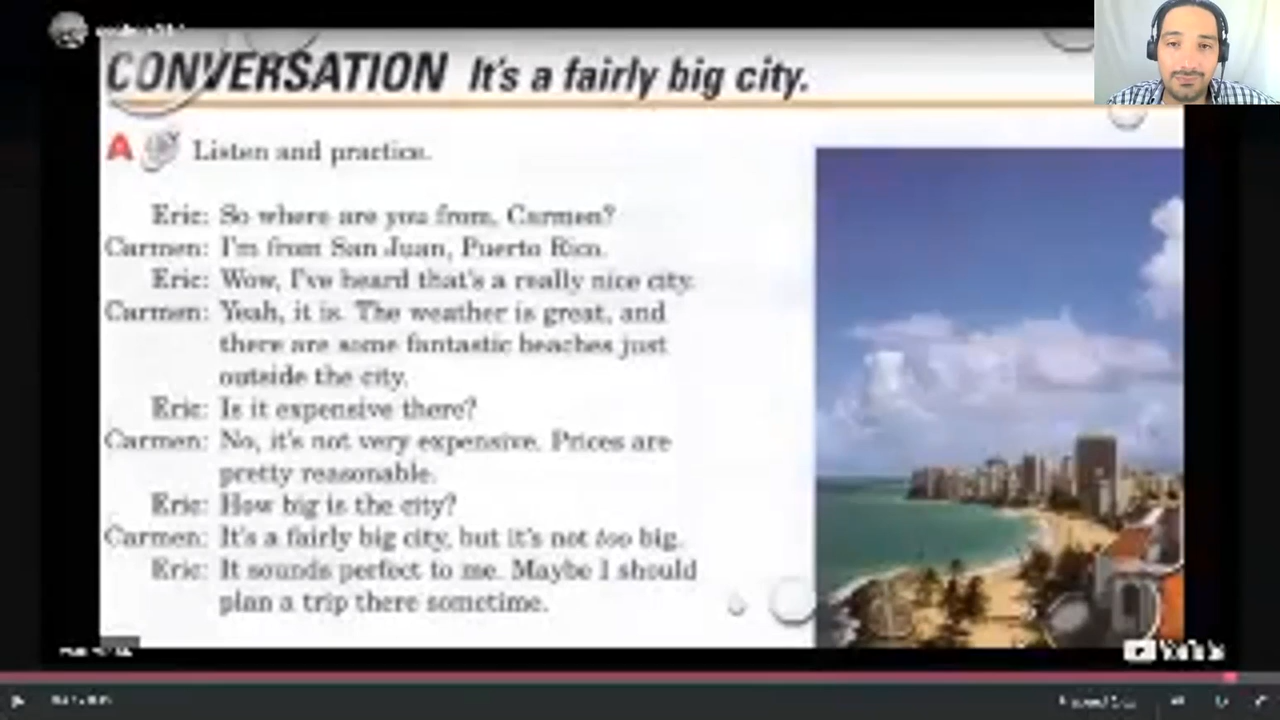 CONVERSATION It's a fairly big city.
A Listen and practice.
Eric: So where are you from, Carmen?
Carmen: I'm from San Juan, Puerto Rico.
Eric: Wow, I've heard that's a really nice city.
Carmen: Yeah, it is. The weather is great, and
there are some fantastic beaches just
outside the city.
Eric: Is it expensive there?
Carmen: No, it's not very expensive. Prices are
pretty reasonable.
Eric: How big is the city?
Carmen: It's a fairly big city, but it's not too big.
Eric: It sounds perfect to me. Maybe I should
plan a trip there sometime.
YouTube